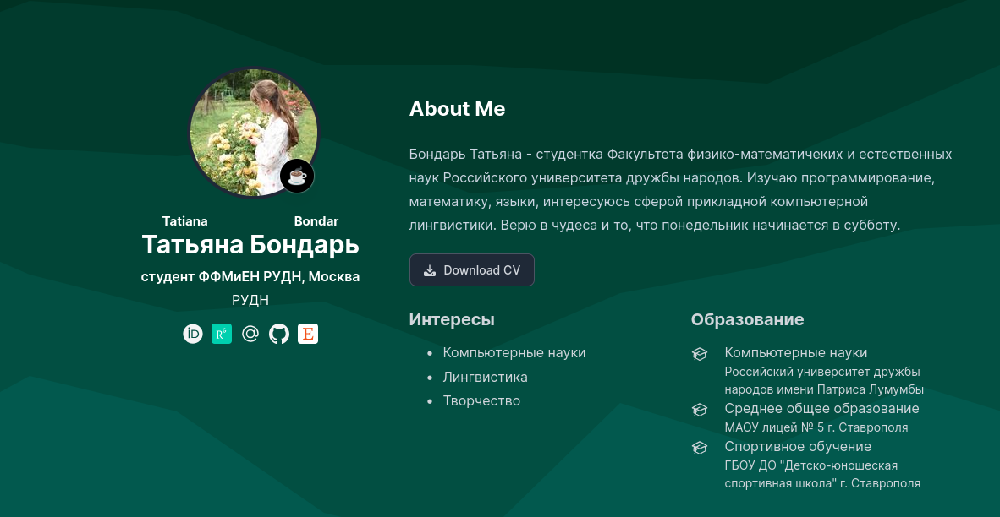 Tatiana Bondar
Татьяна Бондарь
студент ФФМиЕН РУДН, Москва
РУДН
iD R⁶ @ E
About Me
Бондарь Татьяна - студентка Факультета физико-математичеких и естественных
наук Российского университета дружбы народов. Изучаю программирование,
математику, языки, интересуюсь сферой прикладной компьютерной
лингвистики. Верю в чудеса и то, что понедельник начинается в субботу.
Download CV
Интересы
• Компьютерные науки
• Лингвистика
• Творчество
Образование
Компьютерные науки
Российский университет дружбы
народов имени Патриса Лумумбы
Среднее общее образование
МАОУ лицей № 5 г. Ставрополя
Спортивное обучение
ГБОУ ДО "Детско-юношеская
спортивная школа" г. Ставрополя